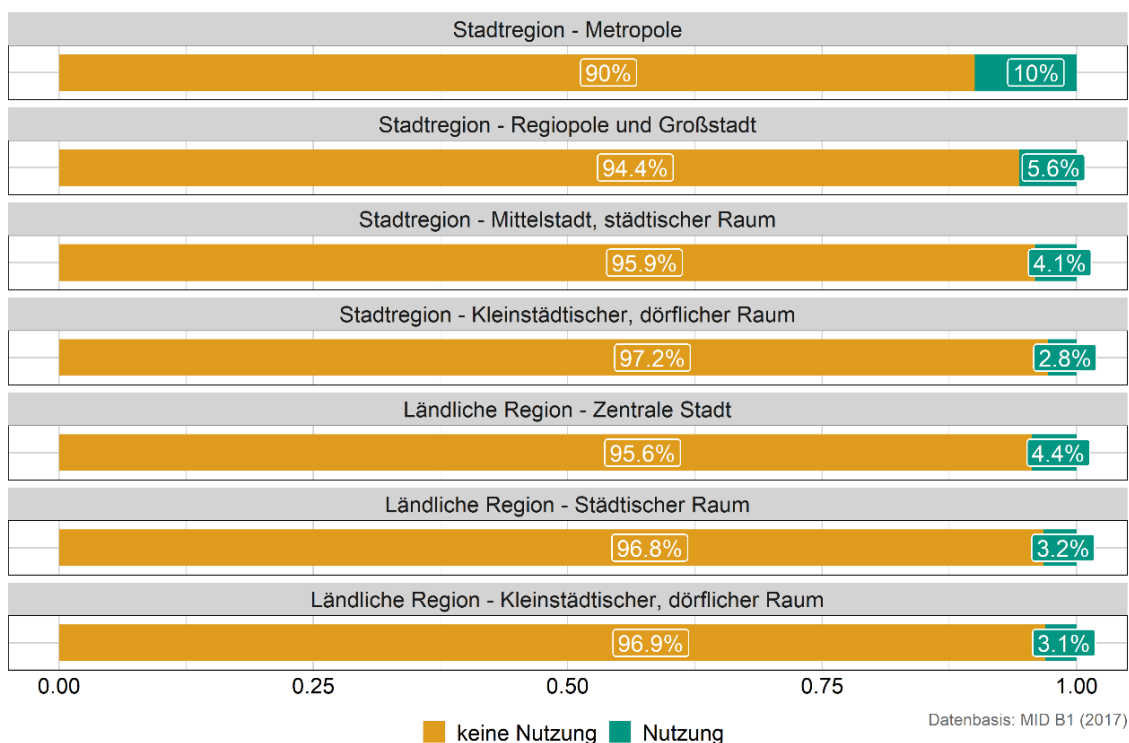 Stadtregion - Metropole
90% 10%
Stadtregion - Regiopole und Großstadt
94.4% 5.6%
Stadtregion - Mittelstadt, städtischer Raum
95.9% 4.1%
Stadtregion - Kleinstädtischer, dörflicher Raum
97.2% 2.8%
Ländliche Region - Zentrale Stadt
95.6% 4.4%
Ländliche Region - Städtischer Raum
96.8% 3.2%
Ländliche Region - Kleinstädtischer, dörflicher Raum
96.9% 3.1%
0.00 0.25 0.50 0.75 1.00
keine Nutzung Nutzung
Datenbasis: MID B1 (2017)